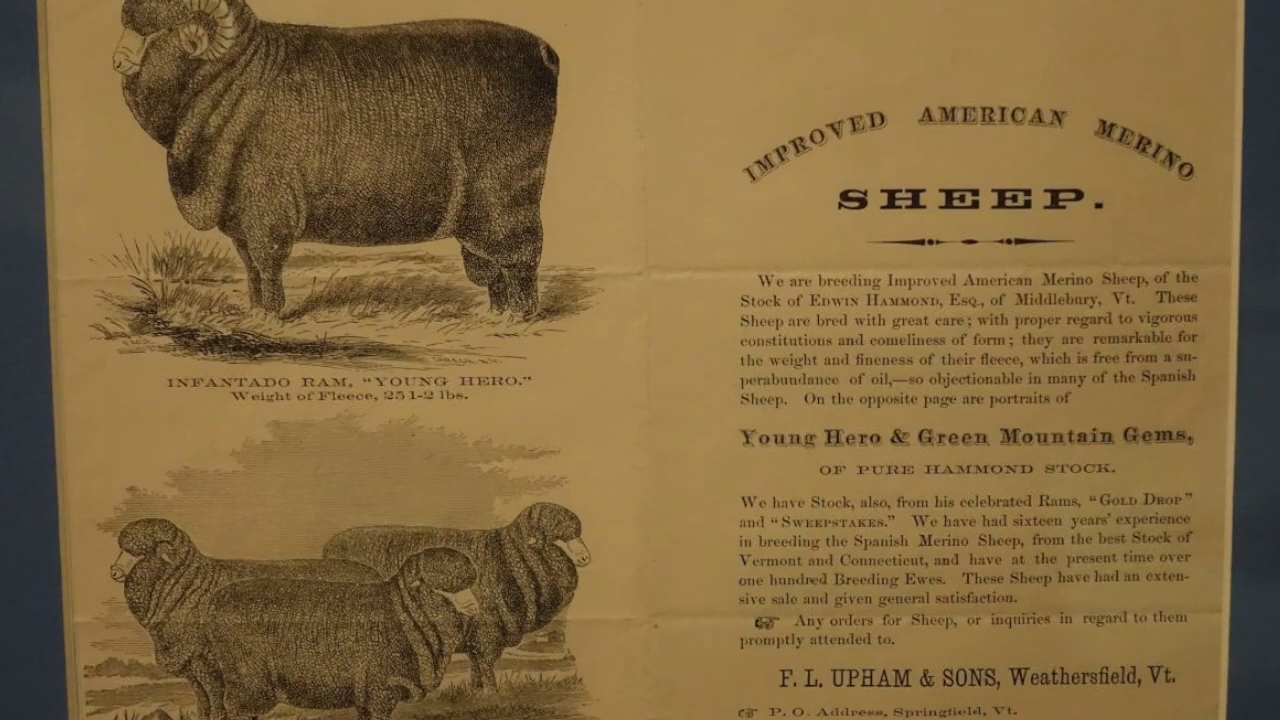 INFANTADO RAM, "YOUNG HERO."
Weight of Fleece, 25 1-2 lbs.
IMPROVED AMERICAN MERINO
SHEEP.
We are breeding Improved American Merino Sheep, of the
Stock of EDWIN HAMMOND, ESQ., of Middlebury, Vt. These
Sheep are bred with great care; with proper regard to vigorous
constitutions and comeliness of form; they are remarkable for
the weight and fineness of their fleece, which is free from a su-
perabundance of oil,—so objectionable in many of the Spanish
Sheep. On the opposite page are portraits of
Young Hero & Green Mountain Gems,
OF PURE HAMMOND STOCK.
We have Stock, also, from his celebrated Rams, "GOLD DROP"
and "SWEEPSTAKES." We have had sixteen years' experience
in breeding the Spanish Merino Sheep, from the best Stock of
Vermont and Connecticut, and have at the present time over
one hundred Breeding Ewes. These Sheep have had an exten-
sive sale and given general satisfaction.
☞ Any orders for Sheep, or inquiries in regard to them
promptly attended to.
F. L. UPHAM & SONS, Weathersfield, Vt.
☞ P. O. Address, Springfield, Vt.